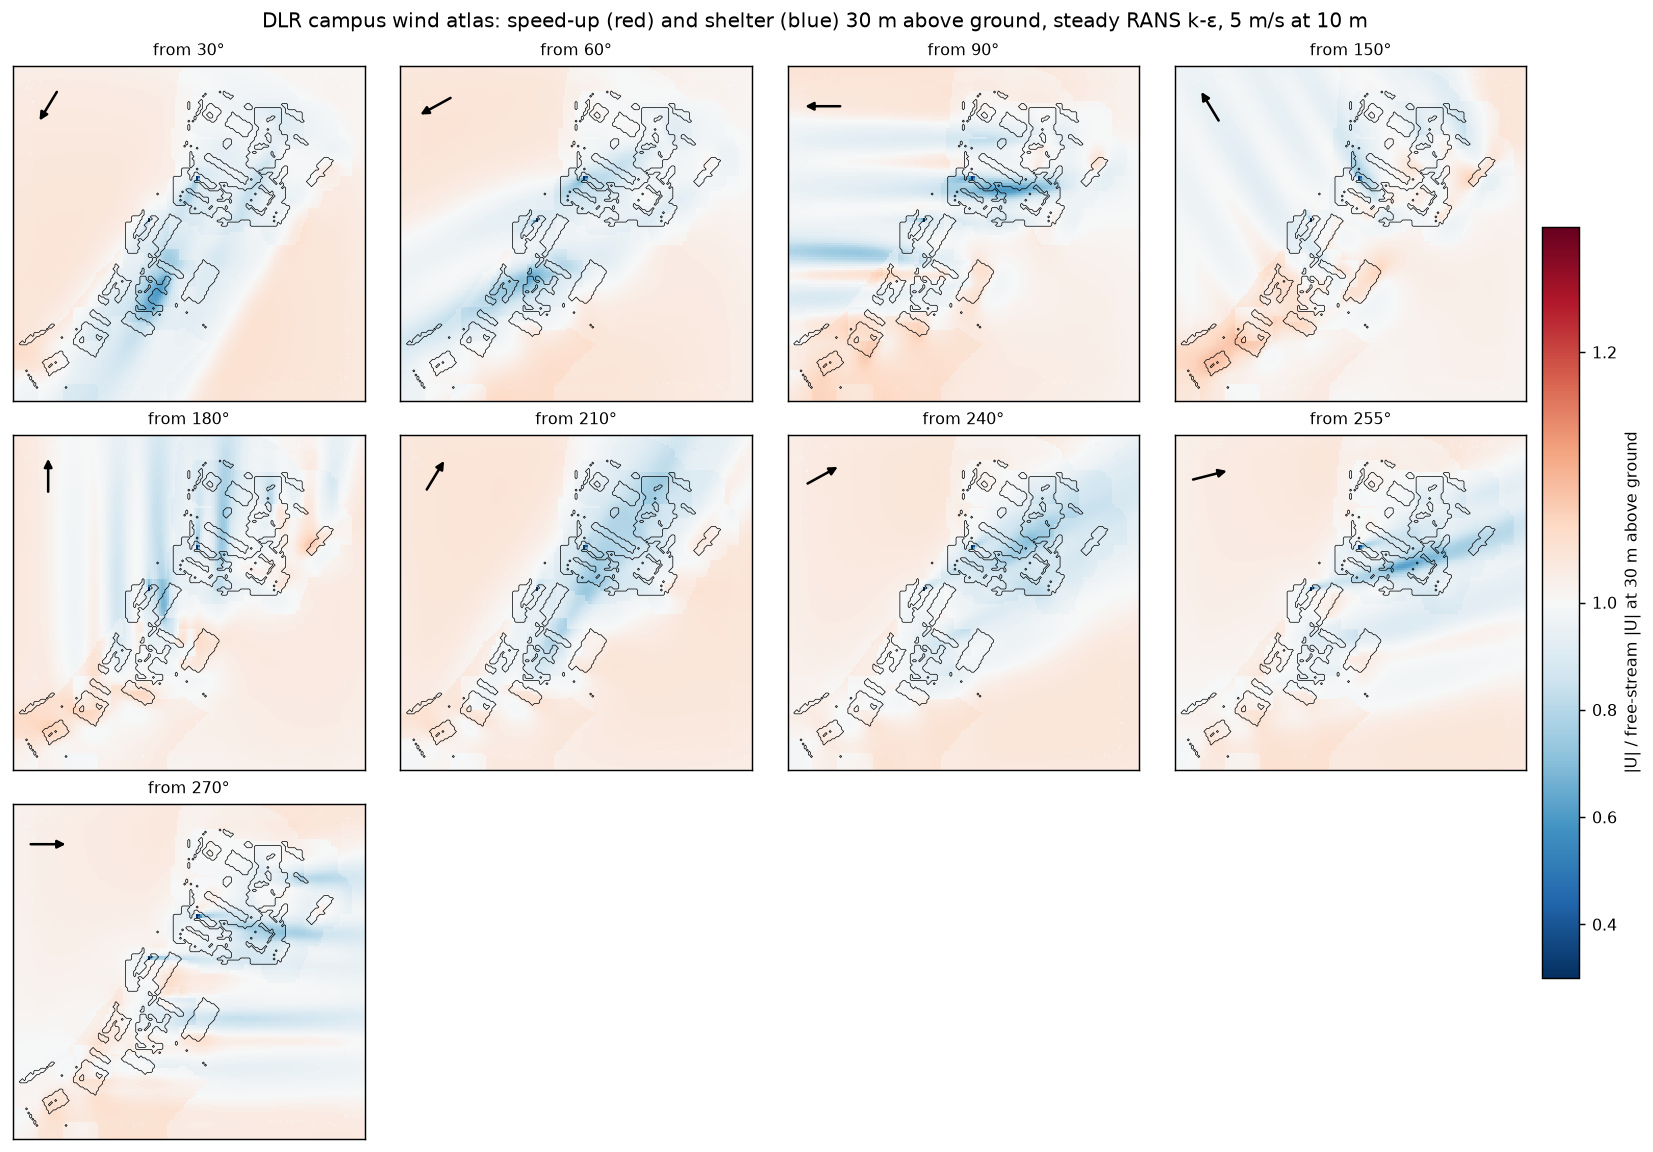 DLR campus wind atlas: speed-up (red) and shelter (blue) 30 m above ground, steady RANS k-ε, 5 m/s at 10 m
from 30°
from 60°
from 90°
from 150°
from 180°
from 210°
from 240°
from 255°
from 270°
1.2
1.0
0.8
0.6
0.4
|U| / free-stream |U| at 30 m above ground